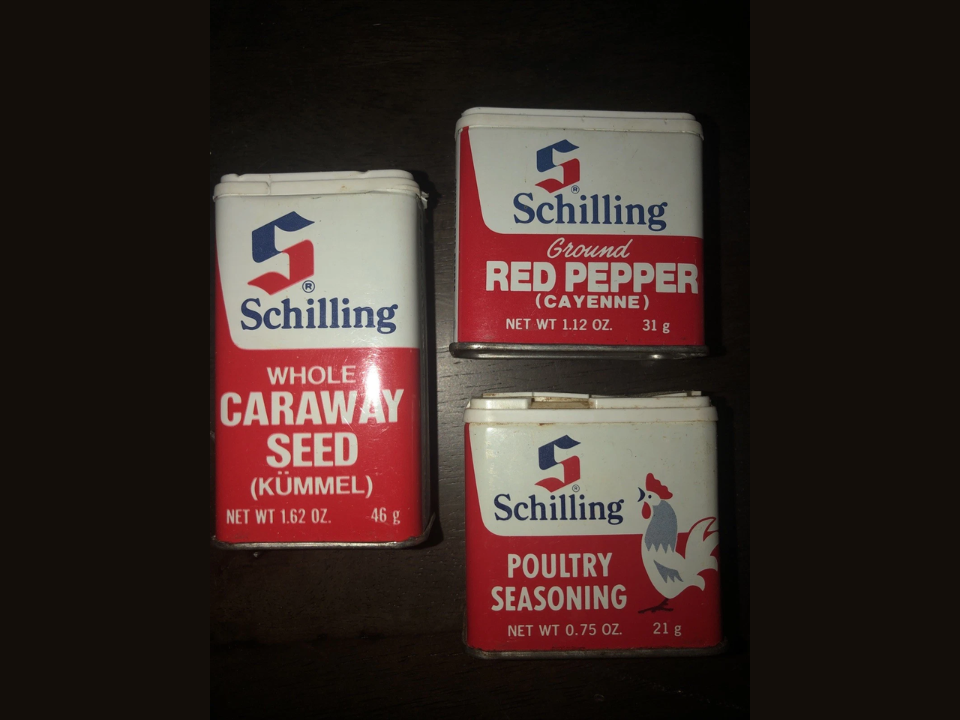 S®
Schilling
WHOLE
CARAWAY
SEED
(KÜMMEL)
NET WT 1.62 OZ. 46 g
S®
Schilling
Ground
RED PEPPER
(CAYENNE)
NET WT 1.12 OZ. 31 g
S®
Schilling
POULTRY
SEASONING
NET WT 0.75 OZ. 21 g